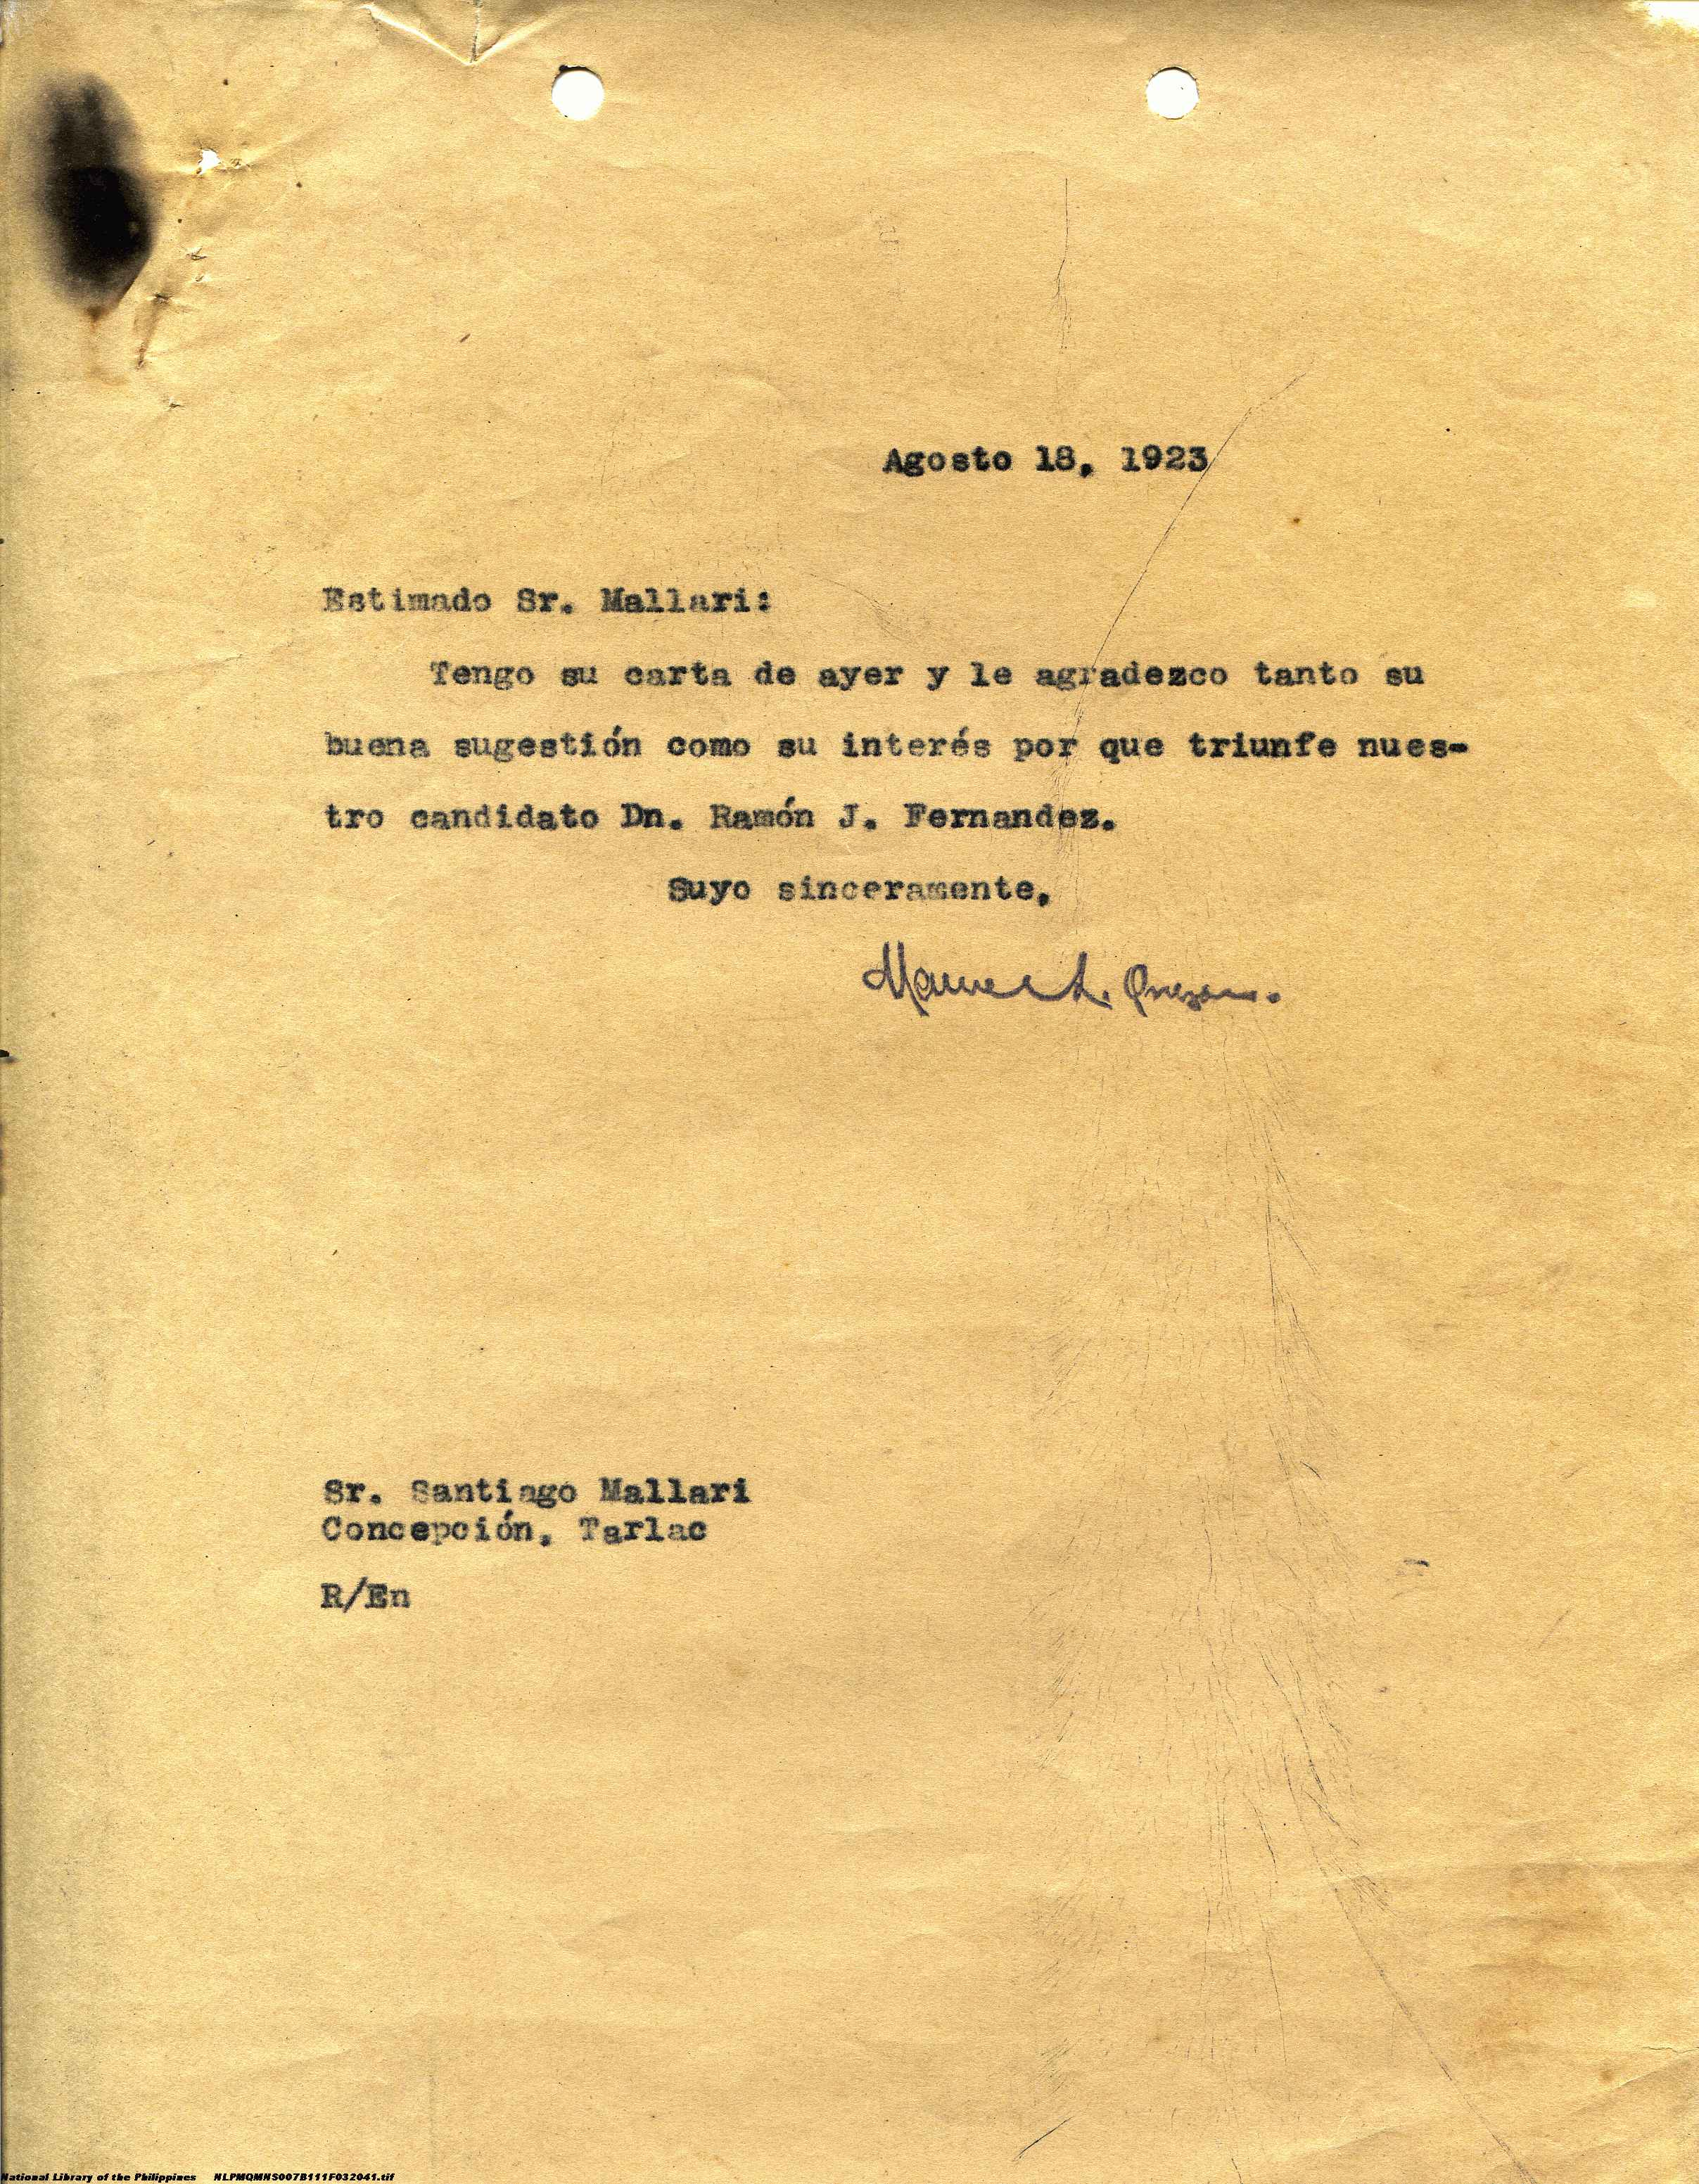 Agosto 18, 1923
Estimado Sr. Mallari:
Tengo su carta de ayer y le agradezco tanto su
buena sugestión como su interés por que triunfe nues-
tro candidato Dn. Ramón J. Fernandez.
Suyo sinceramente,
Manuel L. Quezon.
Sr. Santiago Mallari
Concepción, Tarlac
R/En
National Library of the Philippines NLPMQMNS007B111F032041.tif